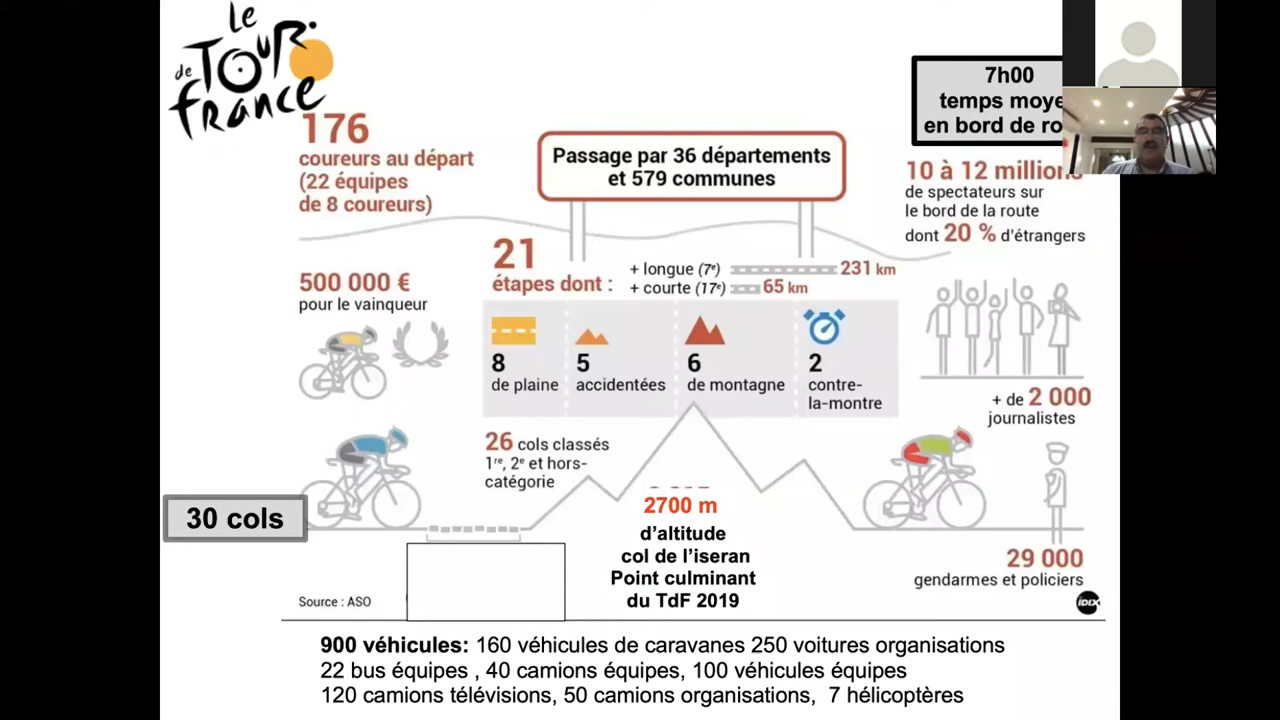 Le
de TOUR
france
7h00
temps moye
en bord de ro
176
coureurs au départ
(22 équipes
de 8 coureurs)
Passage par 36 départements
et 579 communes
10 à 12 millions
de spectateurs sur
le bord de la route
dont 20 % d'étrangers
500 000 €
pour le vainqueur
21
étapes dont :
+ longue (7e) 231 km
+ courte (17e) 65 km
8
de plaine
5
accidentées
6
de montagne
2
contre-
la-montre
+ de 2 000
journalistes
26 cols classés
1re, 2e et hors-
catégorie
30 cols
2700 m
d'altitude
col de l'iseran
Point culminant
du TdF 2019
29 000
gendarmes et policiers
Source : ASO
iDIX
900 véhicules: 160 véhicules de caravanes 250 voitures organisations
22 bus équipes , 40 camions équipes, 100 véhicules équipes
120 camions télévisions, 50 camions organisations, 7 hélicoptères